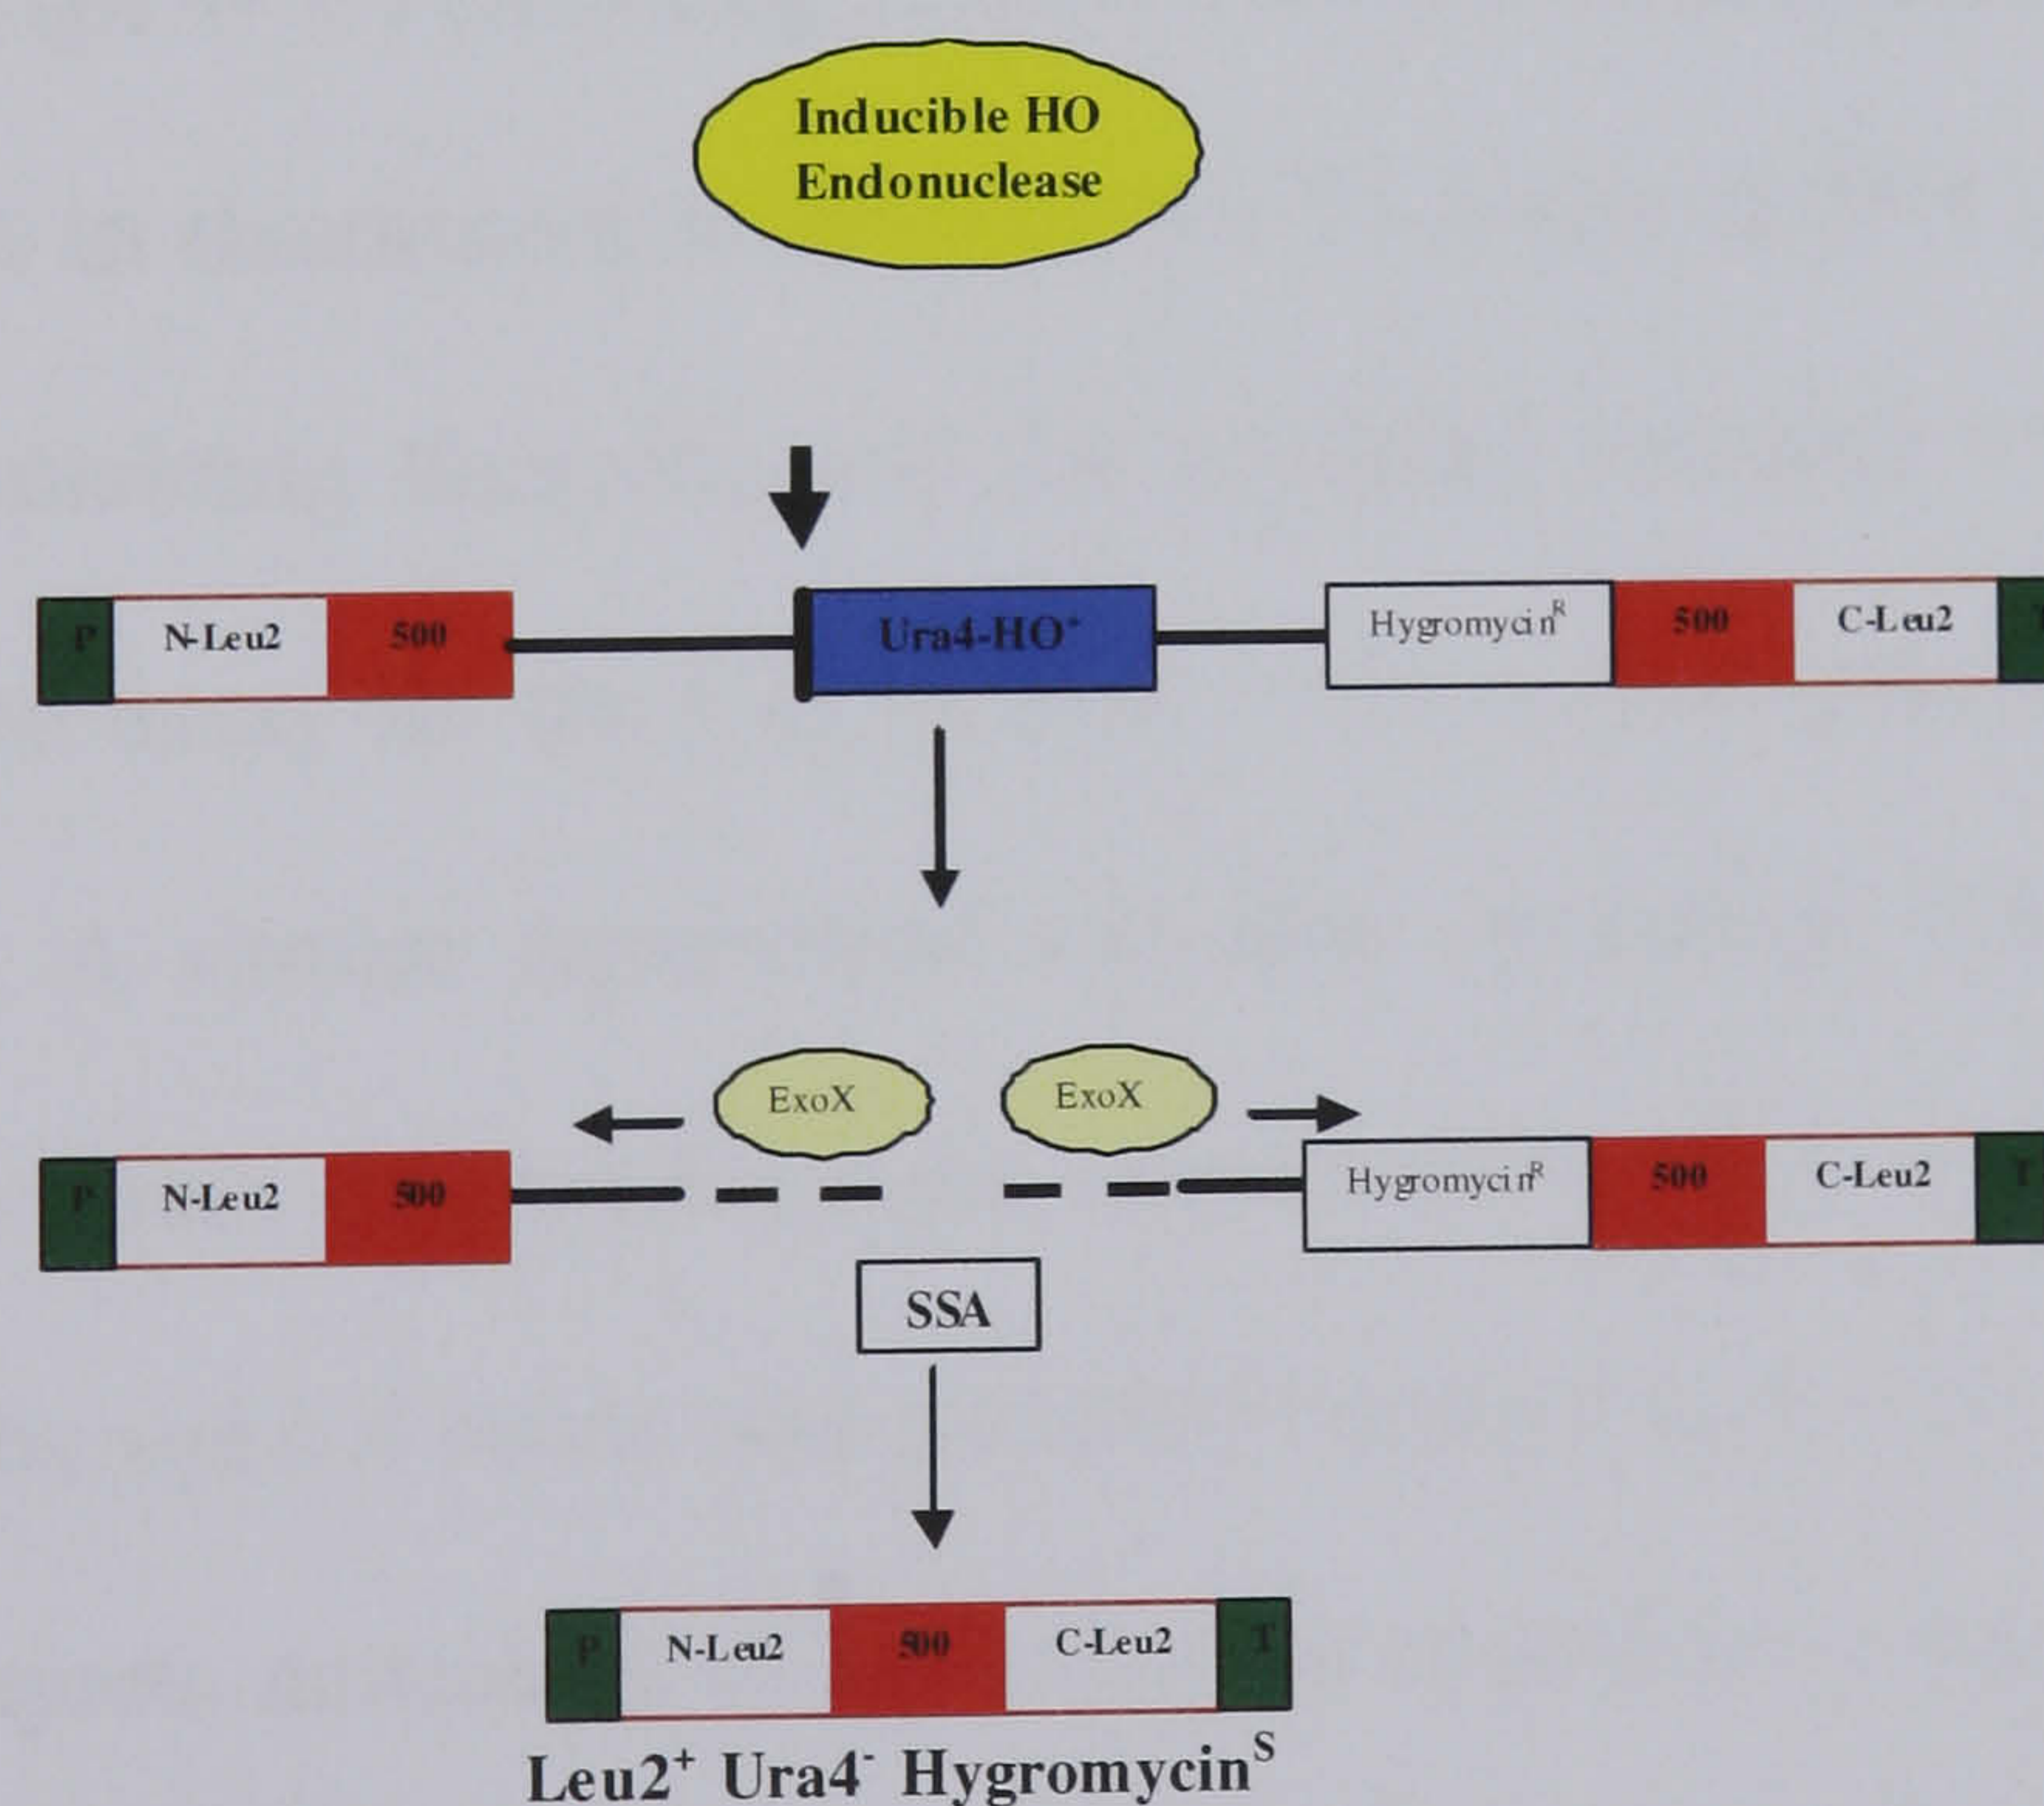 Inducible HO
Endonuclease
P N-Leu2 500 Ura4-HO⁺ Hygromycinᴿ 500 C-Leu2 T
ExoX ExoX
P N-Leu2 500 Hygromycinᴿ 500 C-Leu2 T
SSA
P N-Leu2 500 C-Leu2 T
Leu2⁺ Ura4⁻ Hygromycinˢ